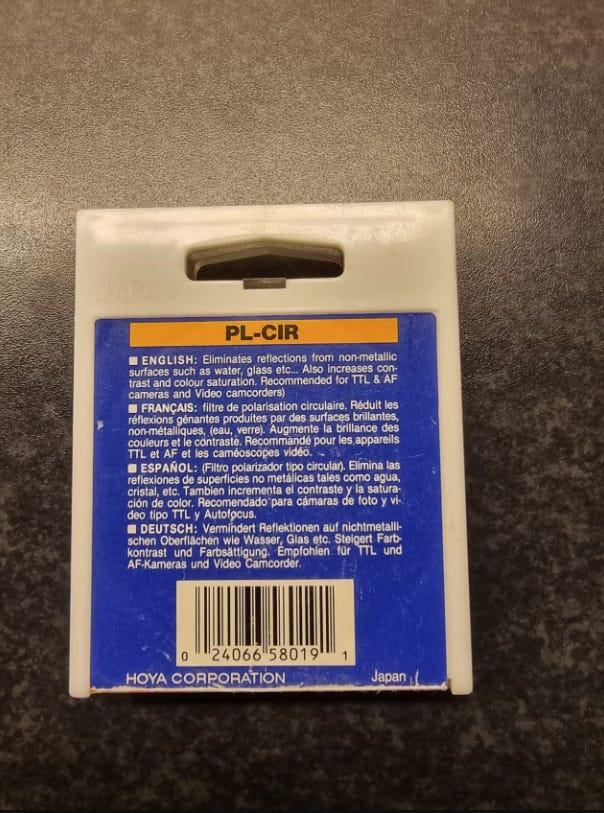 JAPAN
PL-CIR
■ ENGLISH: Eliminates reflections from non-metallic
surfaces such as water, glass etc... Also increases con-
trast and colour saturation. Recommended for TTL & AF
cameras and Video camcorders)
■ FRANÇAIS: filtre de polarisation circulaire. Réduit les
réflexions génantes produites par des surfaces brillantes,
non-métalliques, (eau, verre). Augmente la brillance des
couleurs et le contraste. Recommandé pour les appareils
TTL et AF et les caméoscopes vidéo.
■ ESPAÑOL: (Filtro polarizador tipo circular). Elimina las
reflexiones de superficies no metálicas tales como agua,
cristal, etc. Tambien incrementa el contraste y la satura-
ción de color. Recomendado para cámaras de foto y ví-
deo tipo TTL y Autofocus.
■ DEUTSCH: Vermindert Reflektionen auf nichtmetalli-
schen Oberflächen wie Wasser, Glas etc. Steigert Farb-
kontrast und Farbsättigung. Empfohlen für TTL und
AF-Kameras und Video Camcorder.
0 24066 58019 1
HOYA CORPORATION Japan